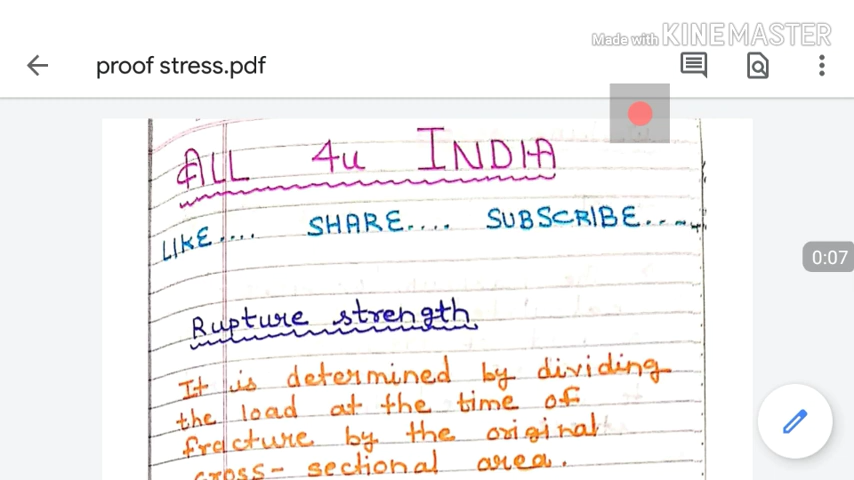 Made with KINEMASTER
proof stress.pdf
ALL 4u INDIA
LIKE.... SHARE.... SUBSCRIBE.....
0:07
Rupture strength
It is determined by dividing
the load at the time of
fracture by the original
cross-sectional area.